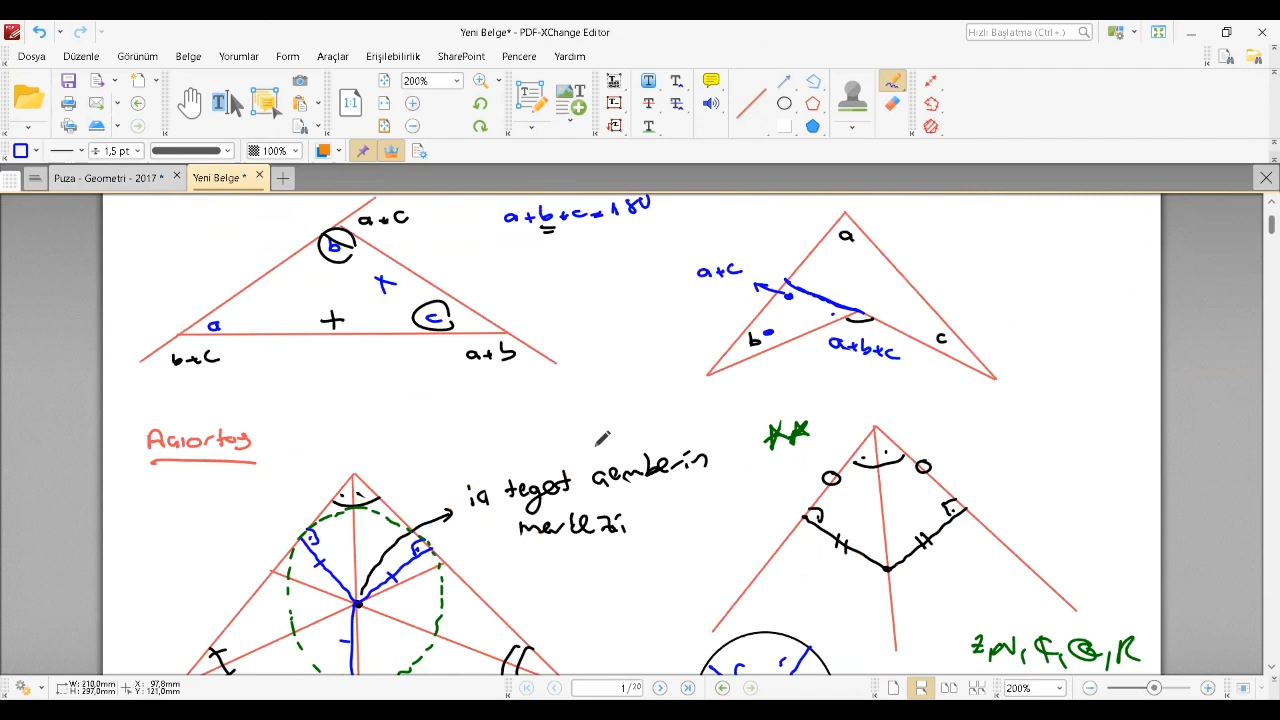 Yeni Belge* - PDF-XChange Editor
Hızlı Başlatma (Ctrl+.)
Dosya
Düzenle
Görünüm
Belge
Yorumlar
Form
Araçlar
Erişilebilirlik
SharePoint
Pencere
Yardım
200%
1,5 pt
100%
Puza - Geometri - 2017 *
Yeni Belge *
a+c
a+b+c=180
b
a
c
b+c
a+b
a
a+c
b
c
a+b+c
Açıortay
iç teğet çemberin
merkezi
r
r
Z, N, Q, R
W: 210,0mm
H: 297,0mm
X: 97,8mm
Y: 121,0mm
1/20
200%